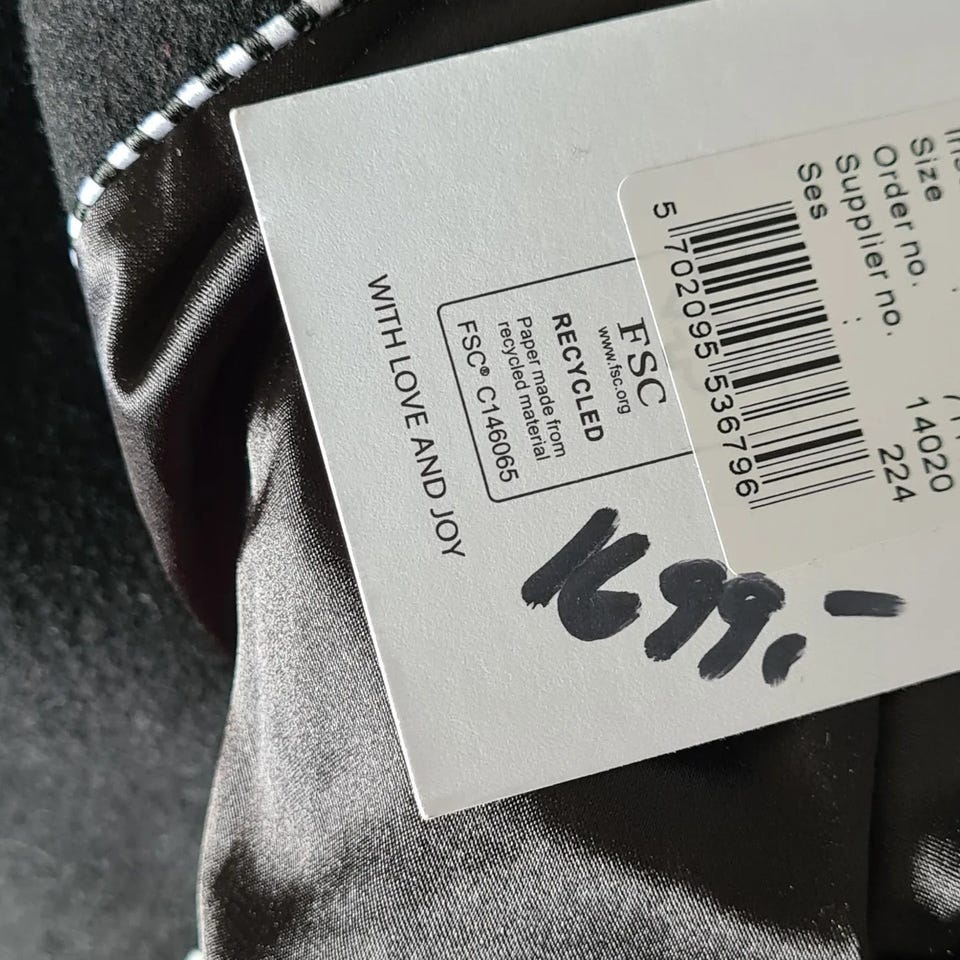 Size
Order no. 14020
Supplier no. 224
Ses :
5 702095 536796
FSC
www.fsc.org
RECYCLED
Paper made from
recycled material
FSC® C146065
WITH LOVE AND JOY
1699.-